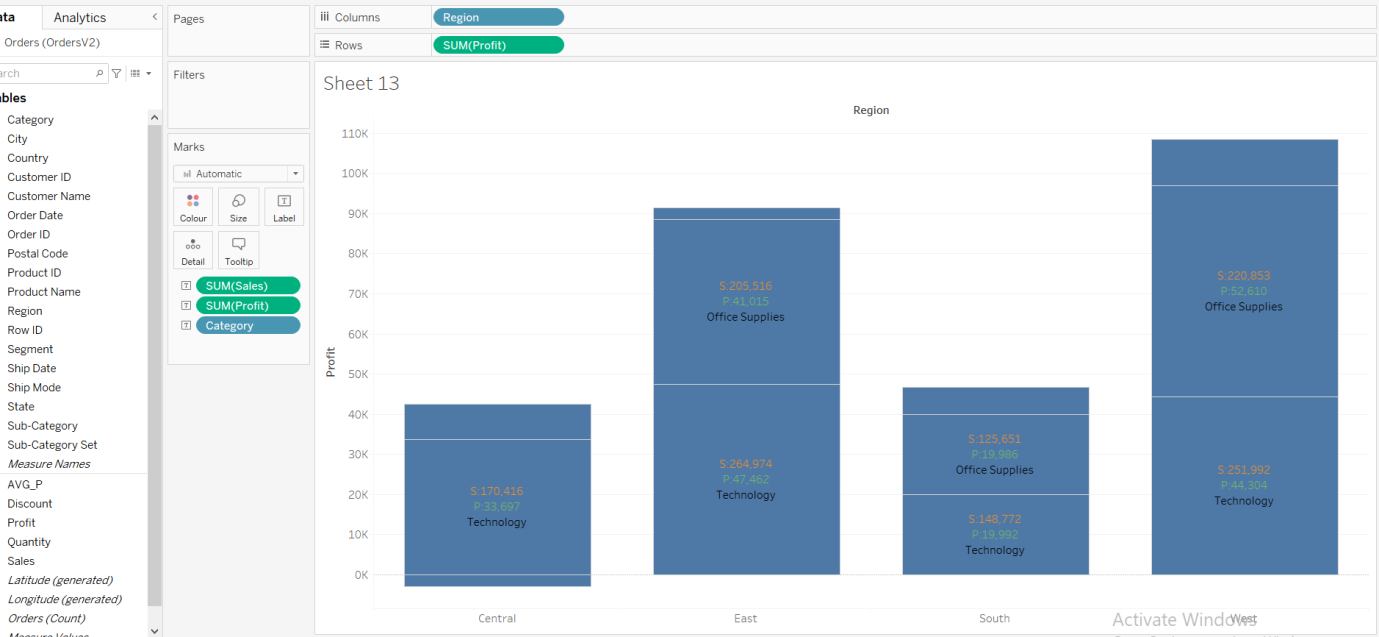 ta
Analytics
Orders (OrdersV2)
arch
bles
Category
City
Country
Customer ID
Customer Name
Order Date
Order ID
Postal Code
Product ID
Product Name
Region
Row ID
Segment
Ship Date
Ship Mode
State
Sub-Category
Sub-Category Set
Measure Names
AVG_P
Discount
Profit
Quantity
Sales
Latitude (generated)
Longitude (generated)
Orders (Count)
Measure Values
Pages
Filters
Marks
Automatic
Colour Size Label
Detail Tooltip
SUM(Sales)
SUM(Profit)
Category
Columns Region
Rows SUM(Profit)
Sheet 13
Region
110K
100K
90K
80K
70K
60K
50K
40K
30K
20K
10K
0K
Profit
S:170,416
P:33,697
Technology
S:205,516
P:41,015
Office Supplies
S:264,974
P:47,462
Technology
S:125,651
P:19,986
Office Supplies
S:148,772
P:19,992
Technology
S:220,853
P:52,610
Office Supplies
S:251,992
P:44,304
Technology
Central East South West
Activate Windows